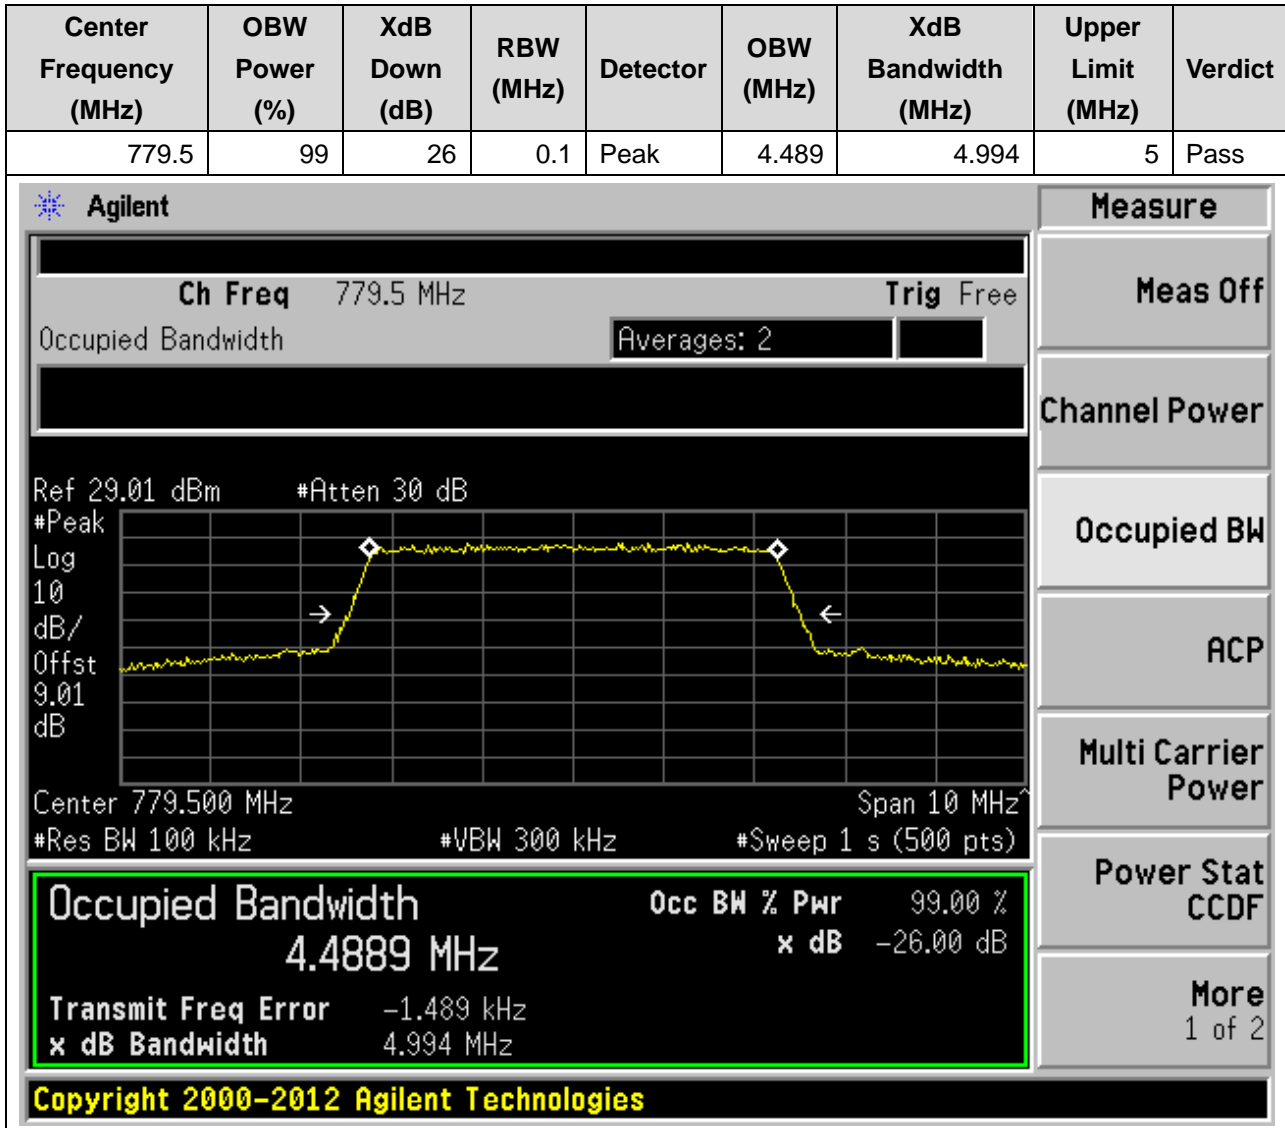 Center Frequency (MHz) OBW Power (%) XdB Down (dB) RBW (MHz) Detector OBW (MHz) XdB Bandwidth (MHz) Upper Limit (MHz) Verdict
779.5 99 26 0.1 Peak 4.489 4.994 5 Pass
Agilent
Measure
Ch Freq 779.5 MHz Trig Free
Meas Off
Occupied Bandwidth Averages: 2
Channel Power
Ref 29.01 dBm #Atten 30 dB
#Peak
Log
10
dB/
Offst
9.01
dB
Occupied BW
ACP
Multi Carrier
Power
Center 779.500 MHz Span 10 MHz^
#Res BW 100 kHz #VBW 300 kHz #Sweep 1 s (500 pts)
Power Stat
CCDF
Occupied Bandwidth Occ BW % Pwr 99.00 %
4.4889 MHz x dB -26.00 dB
Transmit Freq Error -1.489 kHz
x dB Bandwidth 4.994 MHz
More
1 of 2
Copyright 2000-2012 Agilent Technologies